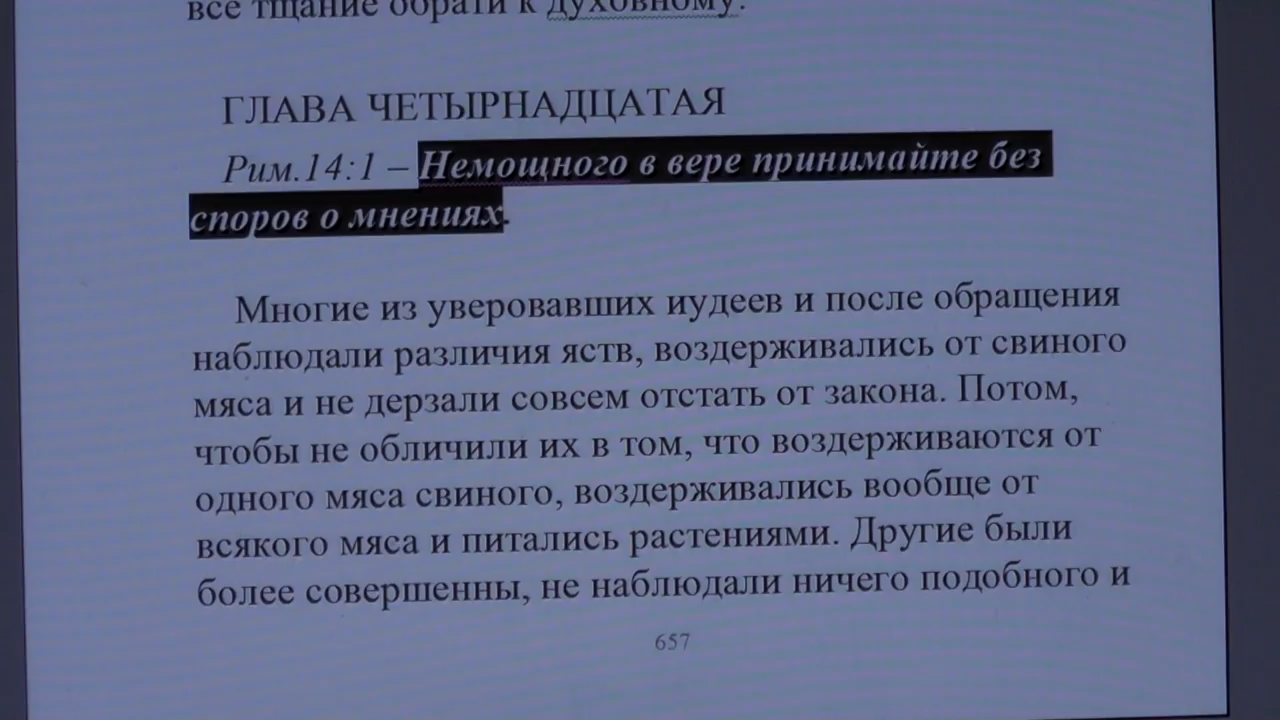 все тщание обрати к духовному.
ГЛАВА ЧЕТЫРНАДЦАТАЯ
Рим.14:1 – Немощного в вере принимайте без
споров о мнениях.
Многие из уверовавших иудеев и после обращения
наблюдали различия яств, воздерживались от свиного
мяса и не дерзали совсем отстать от закона. Потом,
чтобы не обличили их в том, что воздерживаются от
одного мяса свиного, воздерживались вообще от
всякого мяса и питались растениями. Другие были
более совершенны, не наблюдали ничего подобного и
657